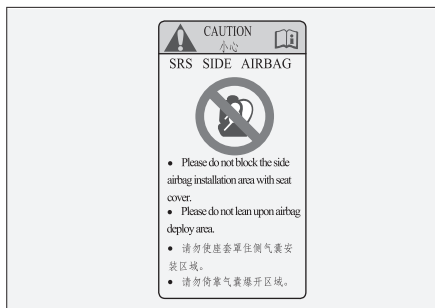 CAUTION
小心
SRS SIDE AIRBAG
• Please do not block the side
airbag installation area with seat
cover.
• Please do not lean upon airbag
deploy area.
• 请勿使座套罩住侧气囊安
装区域。
• 请勿倚靠气囊爆开区域。